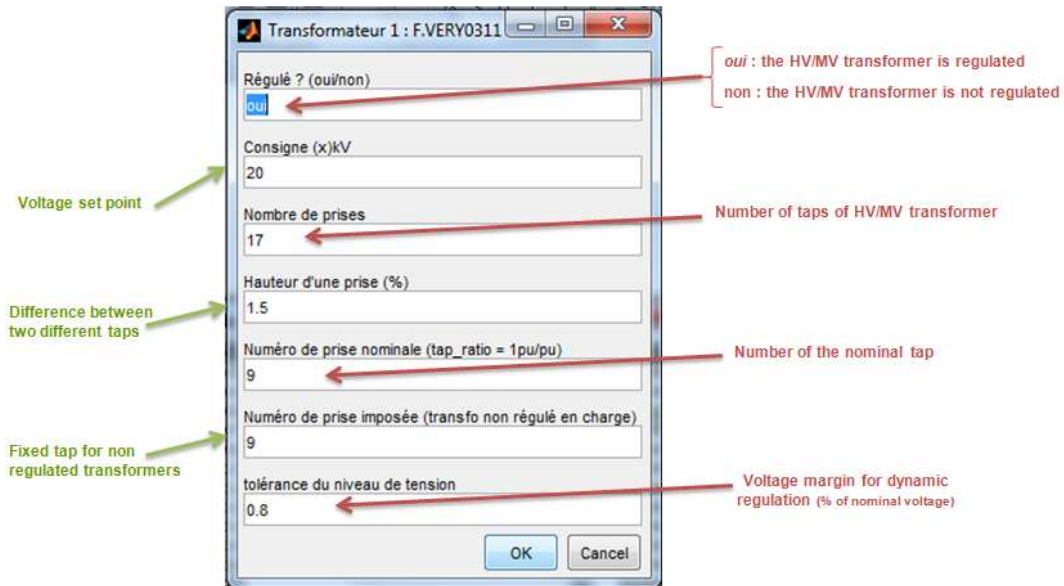 Transformateur 1 : F.VERY0311
Régulé ? (oui/non)
oui
Consigne (x)kV
20
Nombre de prises
17
Hauteur d'une prise (%)
1.5
Numéro de prise nominale (tap_ratio = 1pu/pu)
9
Numéro de prise imposée (transfo non régulé en charge)
9
tolérance du niveau de tension
0.8
OK
Cancel
Voltage set point
Difference between
two different taps
Fixed tap for non
regulated transformers
oui : the HV/MV transformer is regulated
non : the HV/MV transformer is not regulated
Number of taps of HV/MV transformer
Number of the nominal tap
Voltage margin for dynamic
regulation (% of nominal voltage)